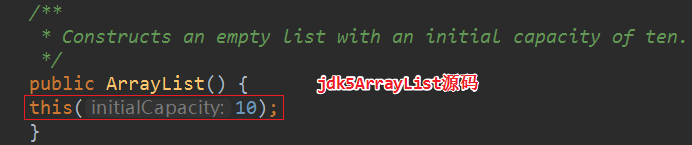 /**
* Constructs an empty list with an initial capacity of ten.
*/
public ArrayList() {
jdk5ArrayList源码
this( initialCapacity: 10);
}